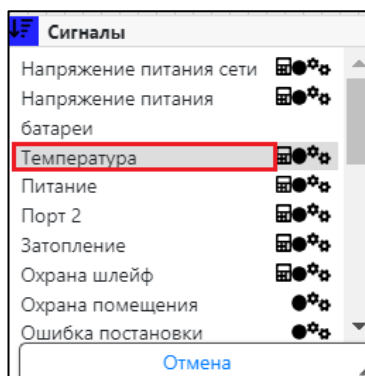 Сигналы
Напряжение питания сети
Напряжение питания
батареи
Температура
Питание
Порт 2
Затопление
Охрана шлейф
Охрана помещения
Ошибка постановки
Отмена